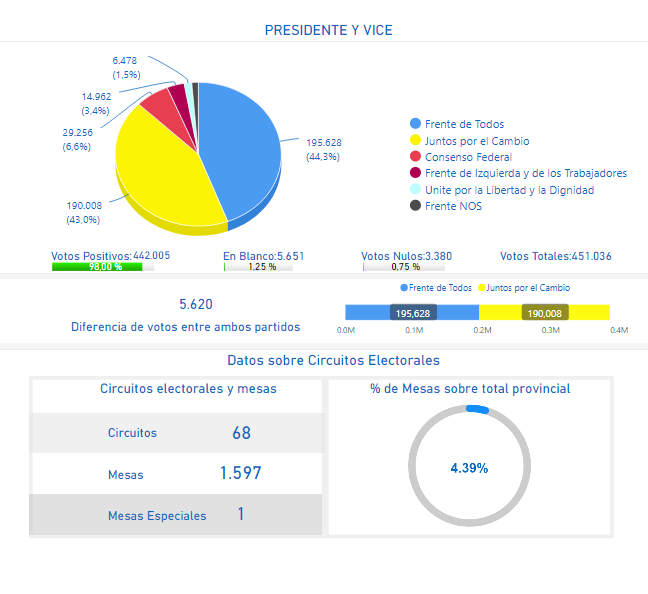 PRESIDENTE Y VICE
6.478
(1,5%)
14.962
(3,4%)
29.256
(6,6%)
195.628
(44,3%)
190.008
(43,0%)
Frente de Todos
Juntos por el Cambio
Consenso Federal
Frente de Izquierda y de los Trabajadores
Unite por la Libertad y la Dignidad
Frente NOS
Votos Positivos:442.005
98,00 %
En Blanco:5.651
1,25 %
Votos Nulos:3.380
0,75 %
Votos Totales:451.036
5.620
Diferencia de votos entre ambos partidos
Frente de Todos Juntos por el Cambio
195,628 190,008
0.0M 0.1M 0.2M 0.3M 0.4M
Datos sobre Circuitos Electorales
Circuitos electorales y mesas
Circuitos 68
Mesas 1.597
Mesas Especiales 1
% de Mesas sobre total provincial
4.39%